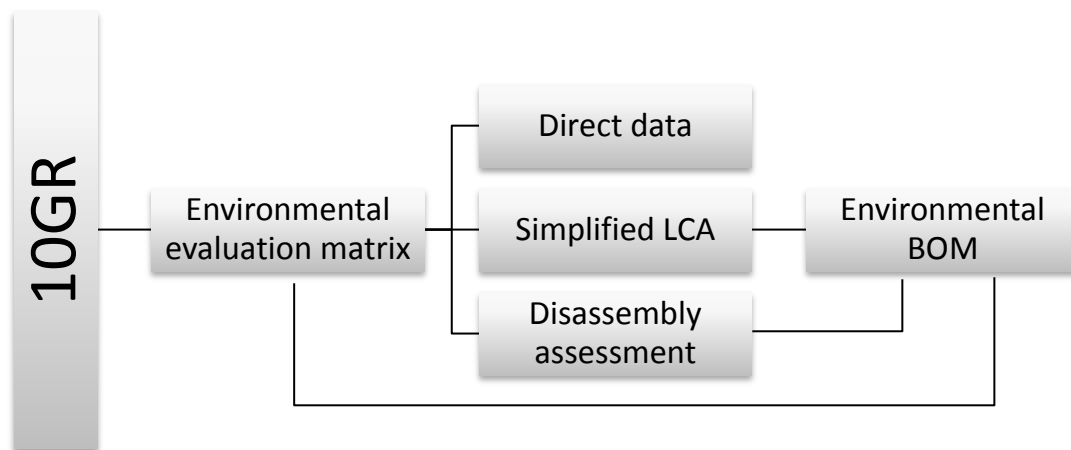 10GR
Environmental
evaluation matrix
Direct data
Simplified LCA
Disassembly
assessment
Environmental
BOM